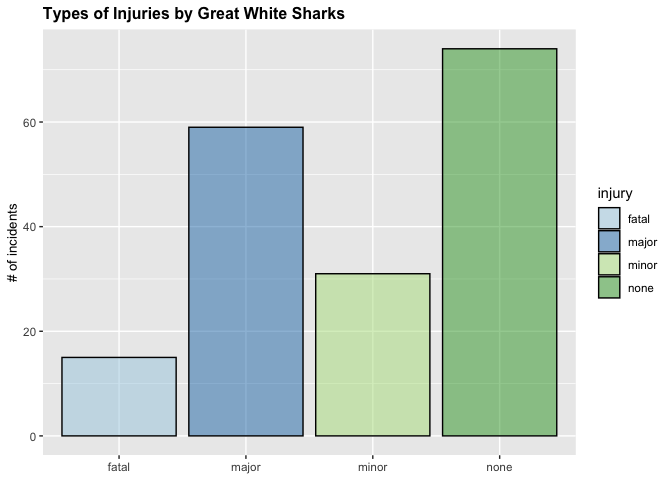 Types of Injuries by Great White Sharks
# of incidents
60
40
20
0
fatal
major
minor
none
injury
fatal
major
minor
none